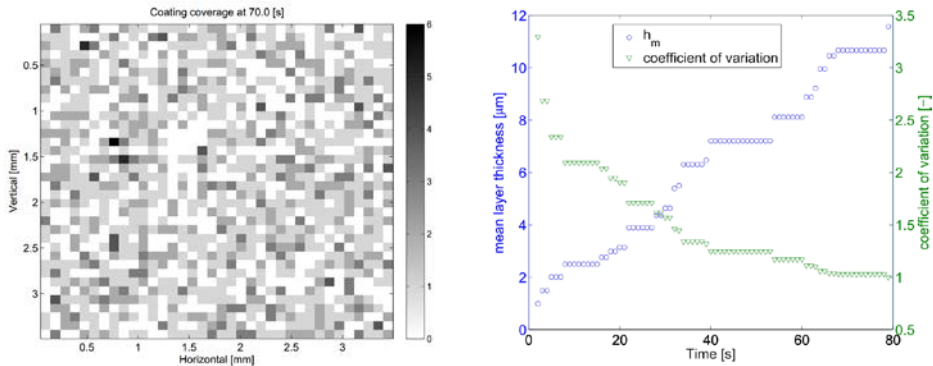 Coating coverage at 70.0 [s]
0.5
1
1.5
2
2.5
3
Vertical [mm]
0.5 1 1.5 2 2.5 3
Horizontal [mm]
6
5
4
3
2
1
0
12
10
8
6
4
2
0
mean layer thickness [μm]
h_m
coefficient of variation
0 20 40 60 80
Time [s]
3.5
3
2.5
2
1.5
1
0.5
coefficient of variation [−]